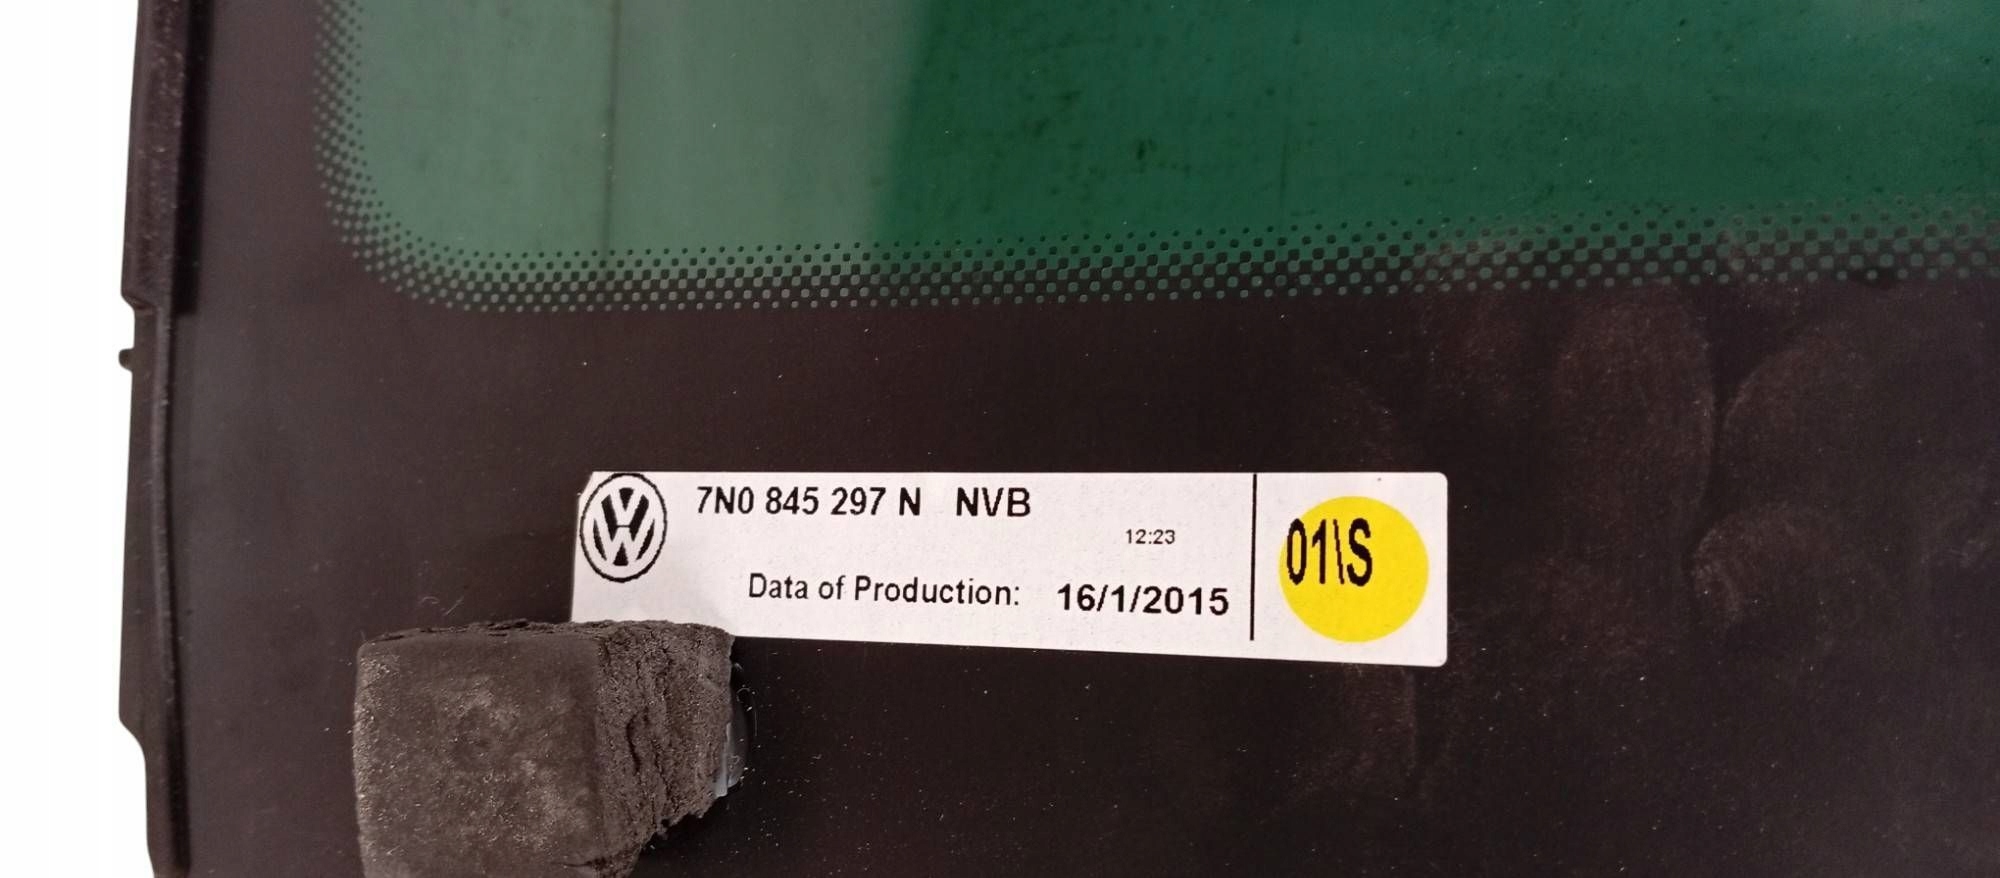 7N0 845 297 N NVB
12:23
Data of Production: 16/1/2015
01\S